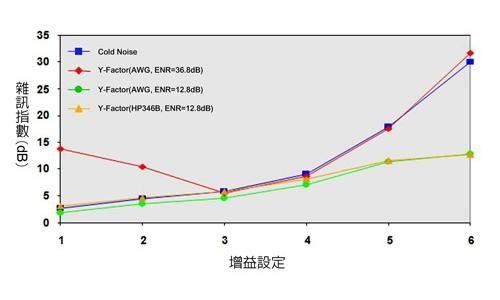 35
30
25
20
15
10
5
0
雜訊指數(dB)
Cold Noise
Y-Factor(AWG, ENR=36.8dB)
Y-Factor(AWG, ENR=12.8dB)
Y-Factor(HP346B, ENR=12.8dB)
1 2 3 4 5 6
增益設定